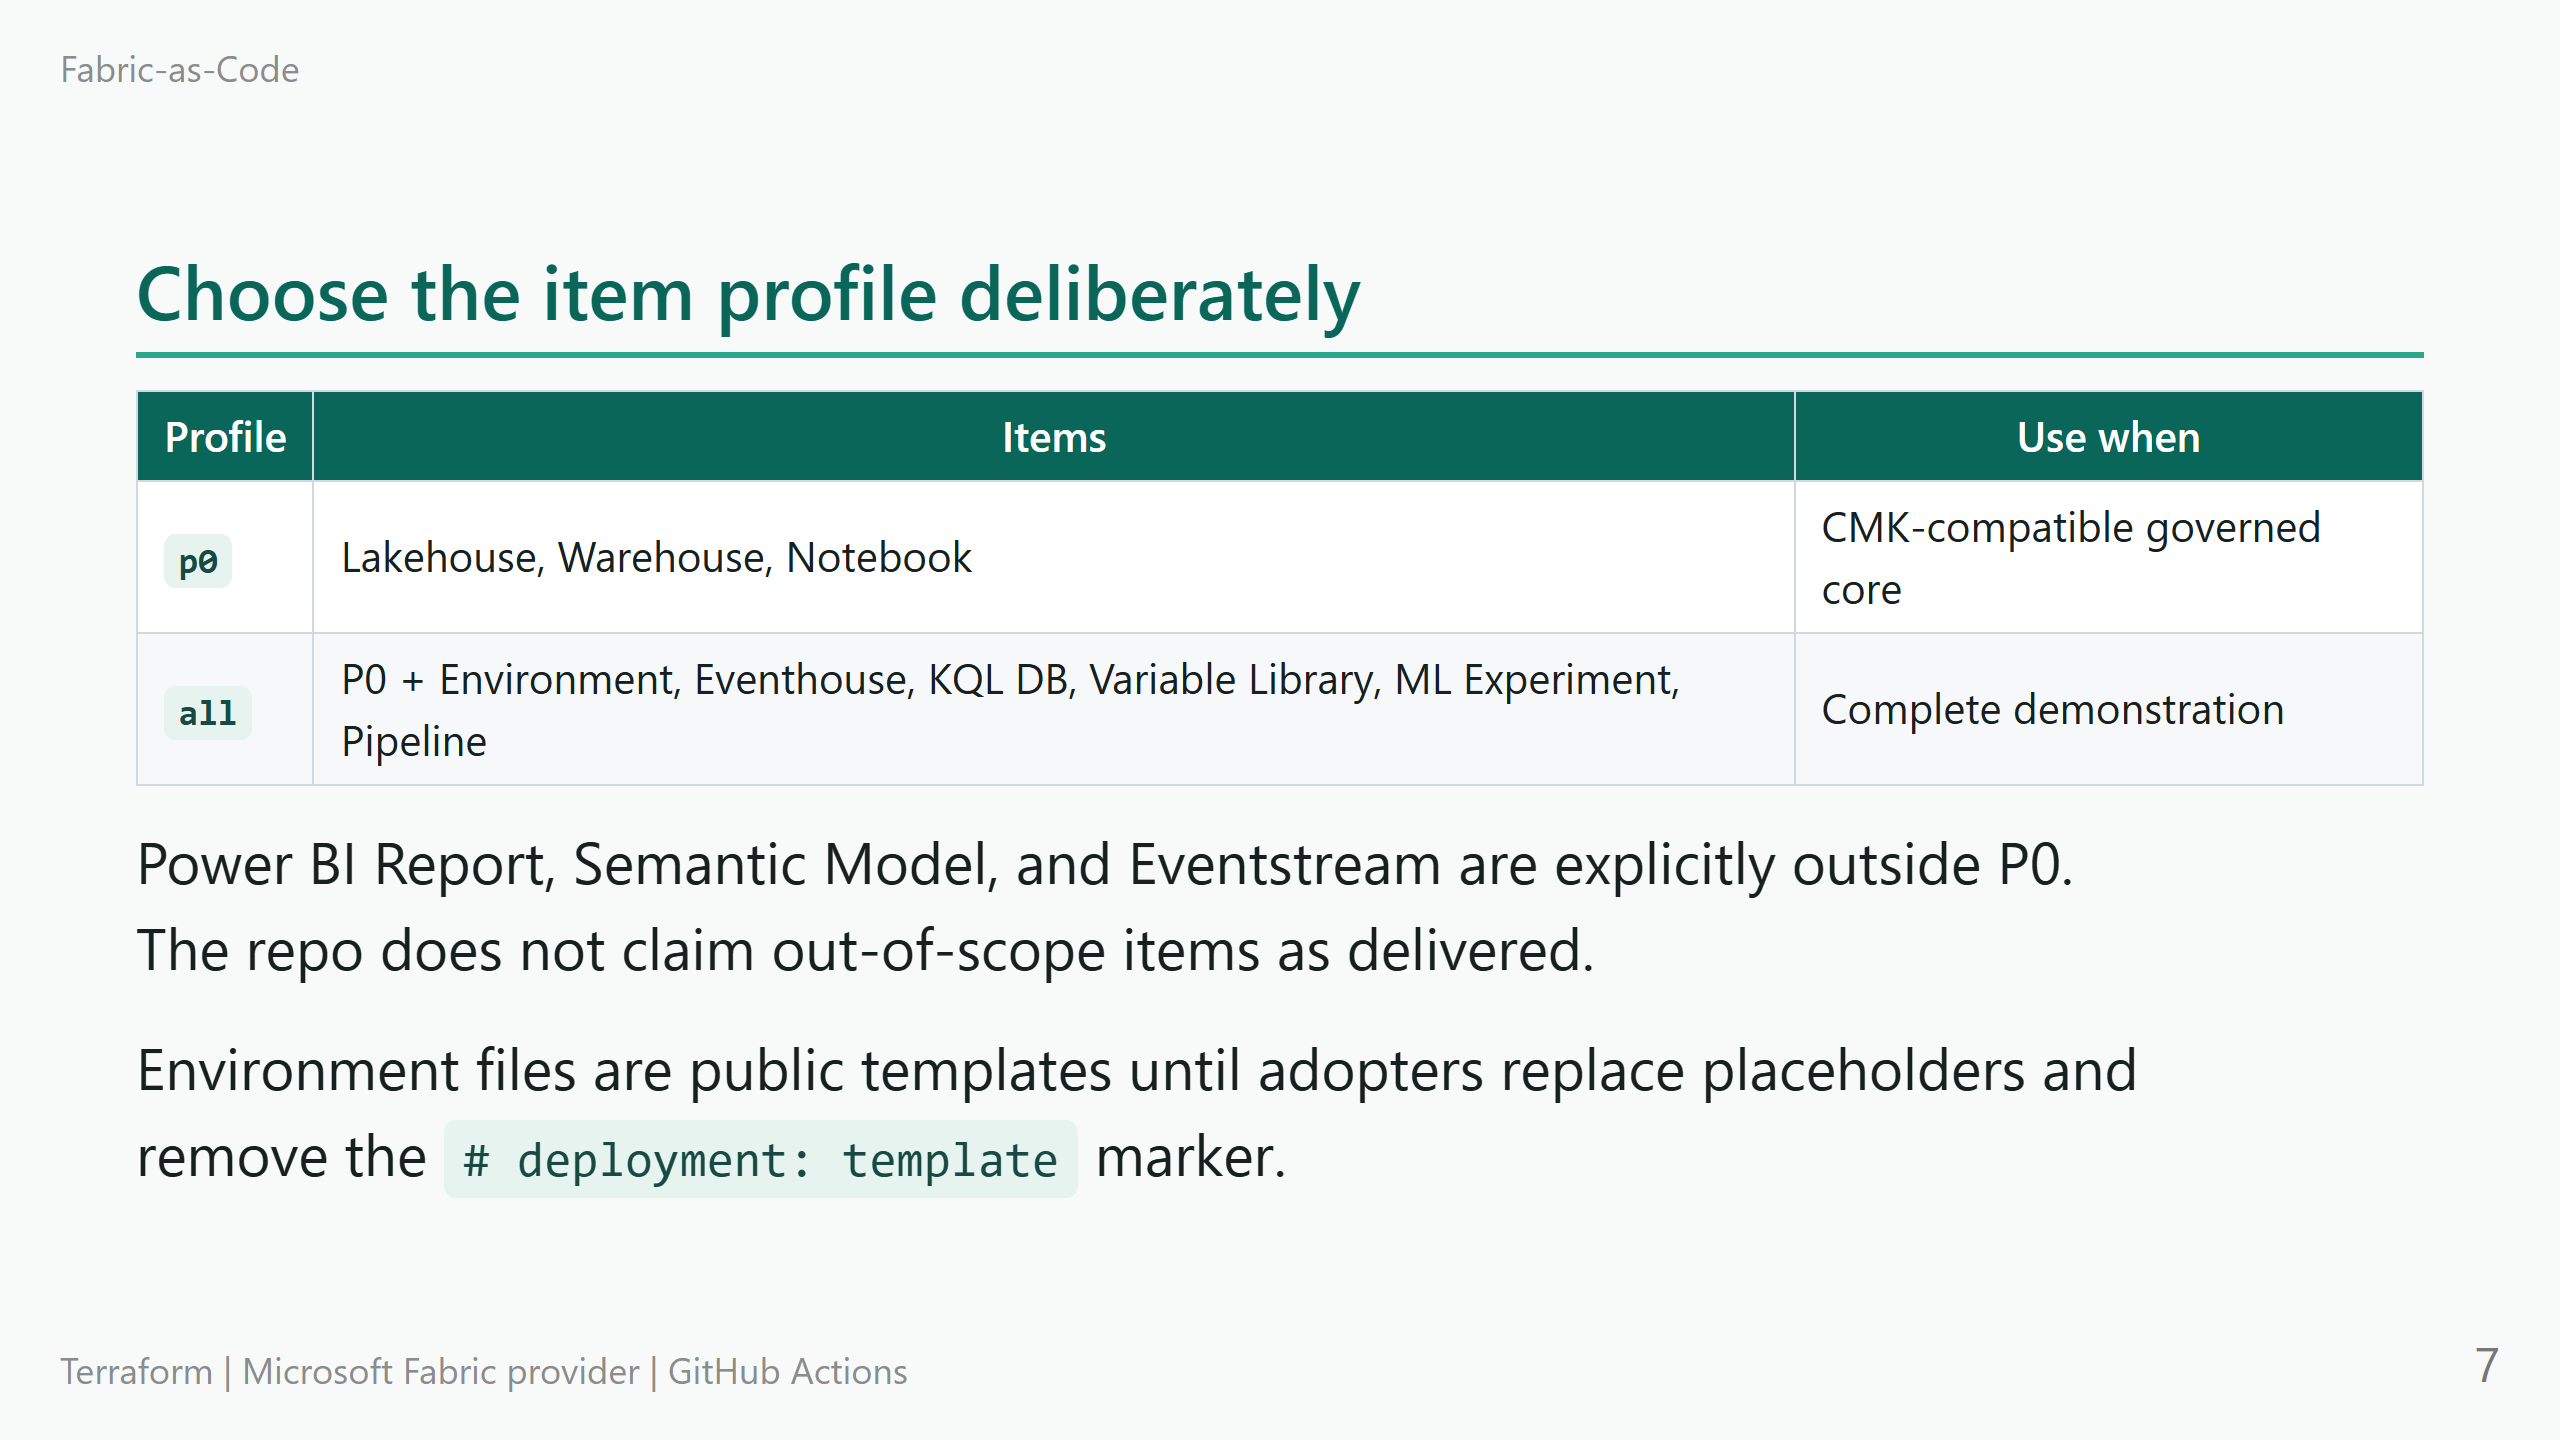 Fabric-as-Code
Choose the item profile deliberately
Profile
Items
Use when
p0
Lakehouse, Warehouse, Notebook
CMK-compatible governed
core
all
P0 + Environment, Eventhouse, KQL DB, Variable Library, ML Experiment,
Pipeline
Complete demonstration
Power BI Report, Semantic Model, and Eventstream are explicitly outside P0.
The repo does not claim out-of-scope items as delivered.
Environment files are public templates until adopters replace placeholders and
remove the # deployment: template marker.
Terraform | Microsoft Fabric provider | GitHub Actions
7